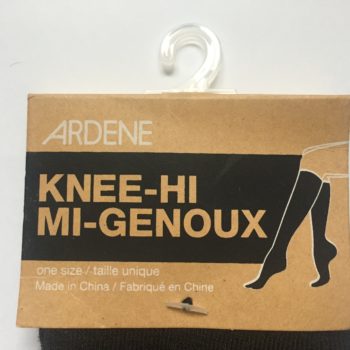 ARDENE
KNEE-HI
MI-GENOUX
one size / taille unique
Made in China / Fabriqué en Chine